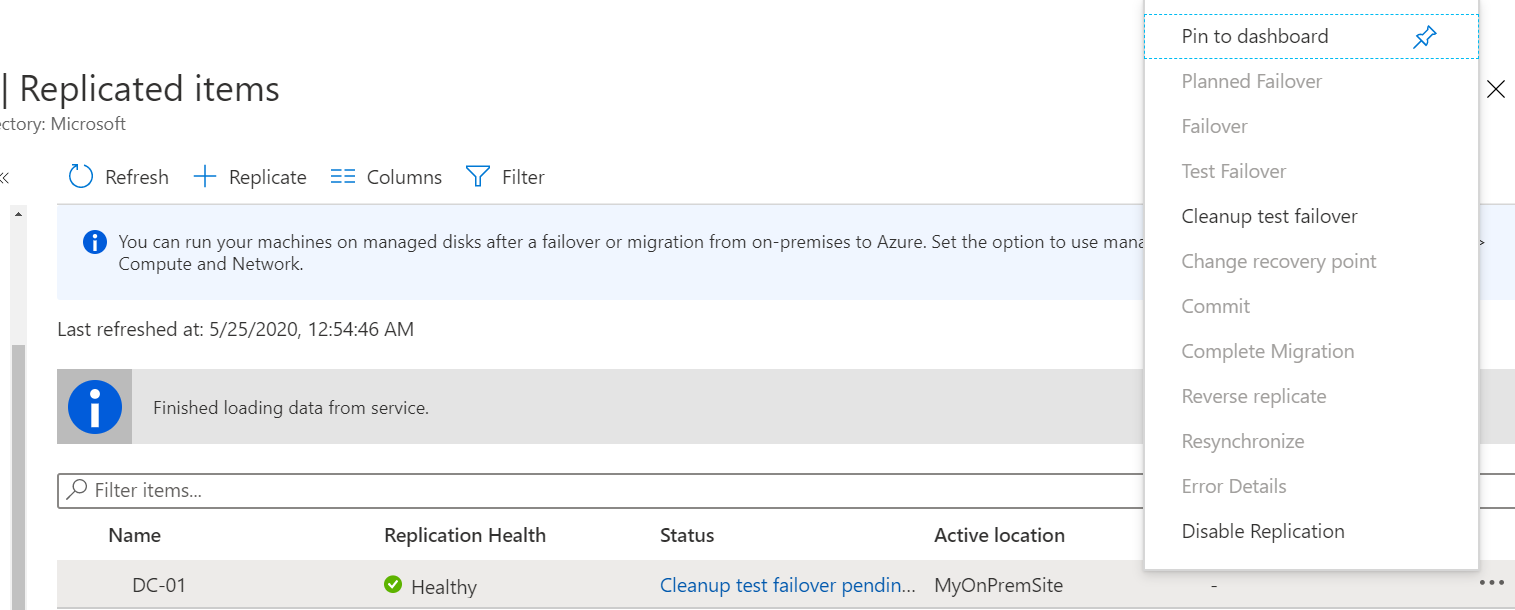 | Replicated items
ectory: Microsoft
Refresh
Replicate
Columns
Filter
You can run your machines on managed disks after a failover or migration from on-premises to Azure. Set the option to use mana
Compute and Network.
Last refreshed at: 5/25/2020, 12:54:46 AM
Finished loading data from service.
Filter items...
Name Replication Health Status Active location
DC-01 Healthy Cleanup test failover pendin... MyOnPremSite -
Pin to dashboard
Planned Failover
Failover
Test Failover
Cleanup test failover
Change recovery point
Commit
Complete Migration
Reverse replicate
Resynchronize
Error Details
Disable Replication